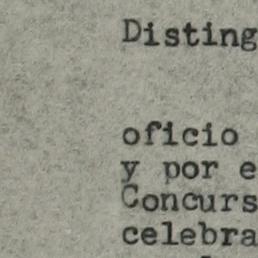 Disting
oficio
y por e
Concurs
celebra